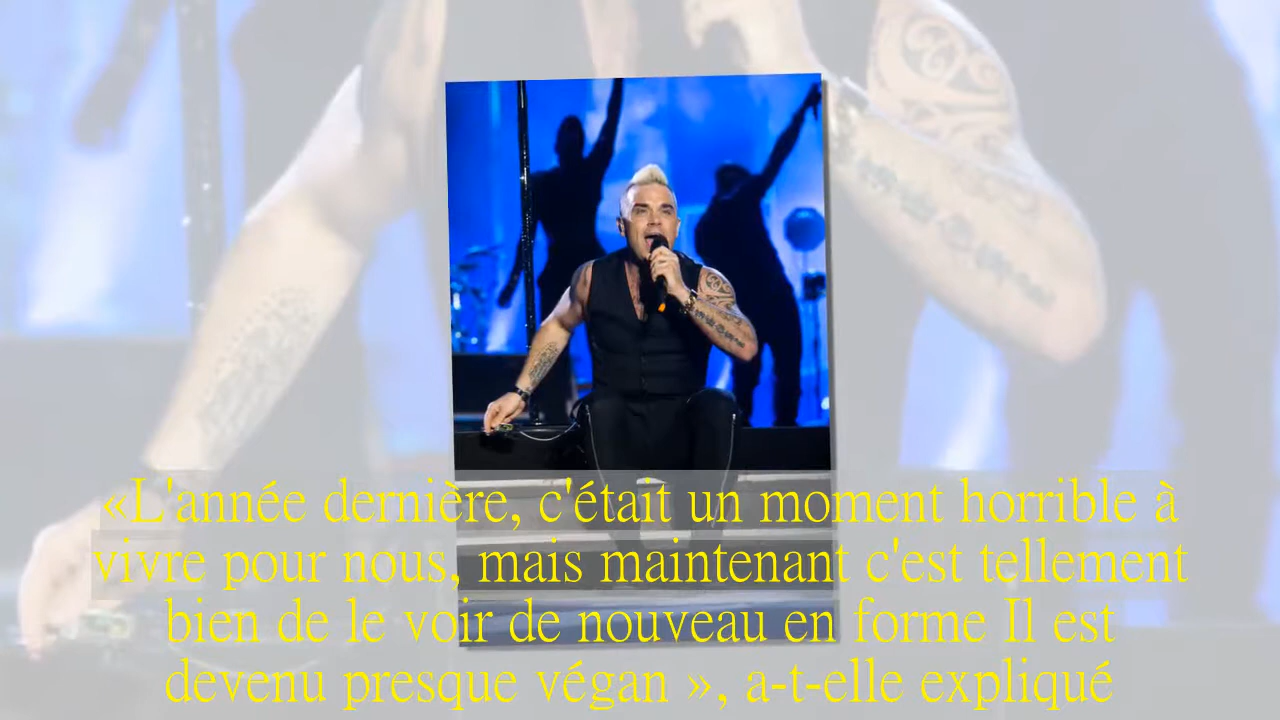 «L'année dernière, c'était un moment horrible à
vivre pour nous, mais maintenant c'est tellement
bien de le voir de nouveau en forme Il est
devenu presque végan », a-t-elle expliqué